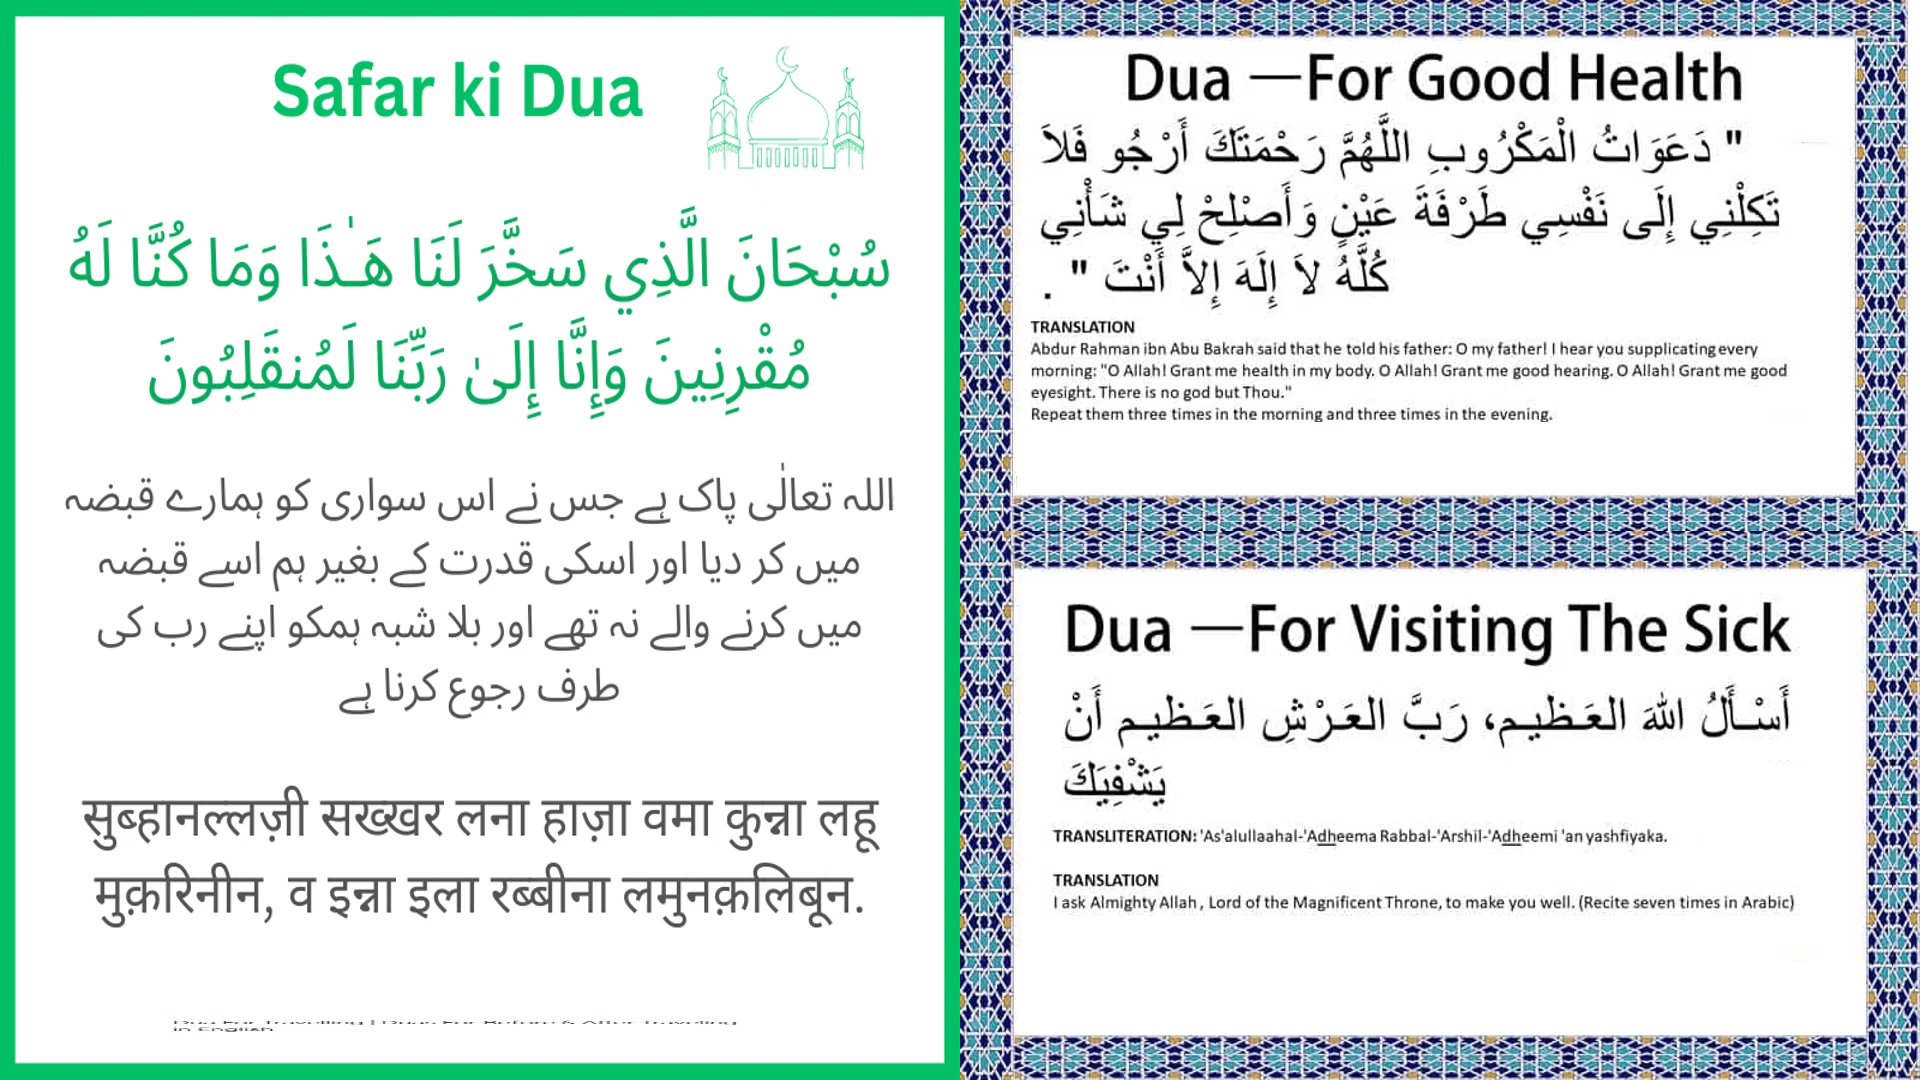 Safar ki Dua
سُبْحَانَ الَّذِي سَخَّرَ لَنَا هَـٰذَا وَمَا كُنَّا لَهُ
مُقْرِنِينَ وَإِنَّا إِلَىٰ رَبِّنَا لَمُنقَلِبُونَ
اللہ تعالٰی پاک ہے جس نے اس سواری کو ہمارے قبضہ
میں کر دیا اور اسکی قدرت کے بغیر ہم اسے قبضہ
میں کرنے والے نہ تھے اور بلا شبہ ہمکو اپنے رب کی
طرف رجوع کرنا ہے
सुब्हानल्लज़ी सख्खर लना हाज़ा वमा कुन्ना लहू
मुक़रिनीन, व इन्ना इला रब्बीना लमुनक़लिबून.
Dua —For Good Health
" دَعَوَاتُ الْمَكْرُوبِ اللَّهُمَّ رَحْمَتَكَ أَرْجُو فَلاَ
تَكِلْنِي إِلَى نَفْسِي طَرْفَةَ عَيْنٍ وَأَصْلِحْ لِي شَأْنِي
كُلَّهُ لاَ إِلَهَ إِلاَّ أَنْتَ " .
TRANSLATION
Abdur Rahman ibn Abu Bakrah said that he told his father: O my father! I hear you supplicating every
morning: "O Allah! Grant me health in my body. O Allah! Grant me good hearing. O Allah! Grant me good
eyesight. There is no god but Thou."
Repeat them three times in the morning and three times in the evening.
Dua —For Visiting The Sick
أَسْـأَلُ اللهَ العَـظيـم، رَبَّ العَـرْشِ العَـظيـم أَنْ
يَشْفِيَكَ
TRANSLITERATION: 'As'alullaahal-'Adheema Rabbal-'Arshil-'Adheemi 'an yashfiyaka.
TRANSLATION
I ask Almighty Allah , Lord of the Magnificent Throne, to make you well. (Recite seven times in Arabic)